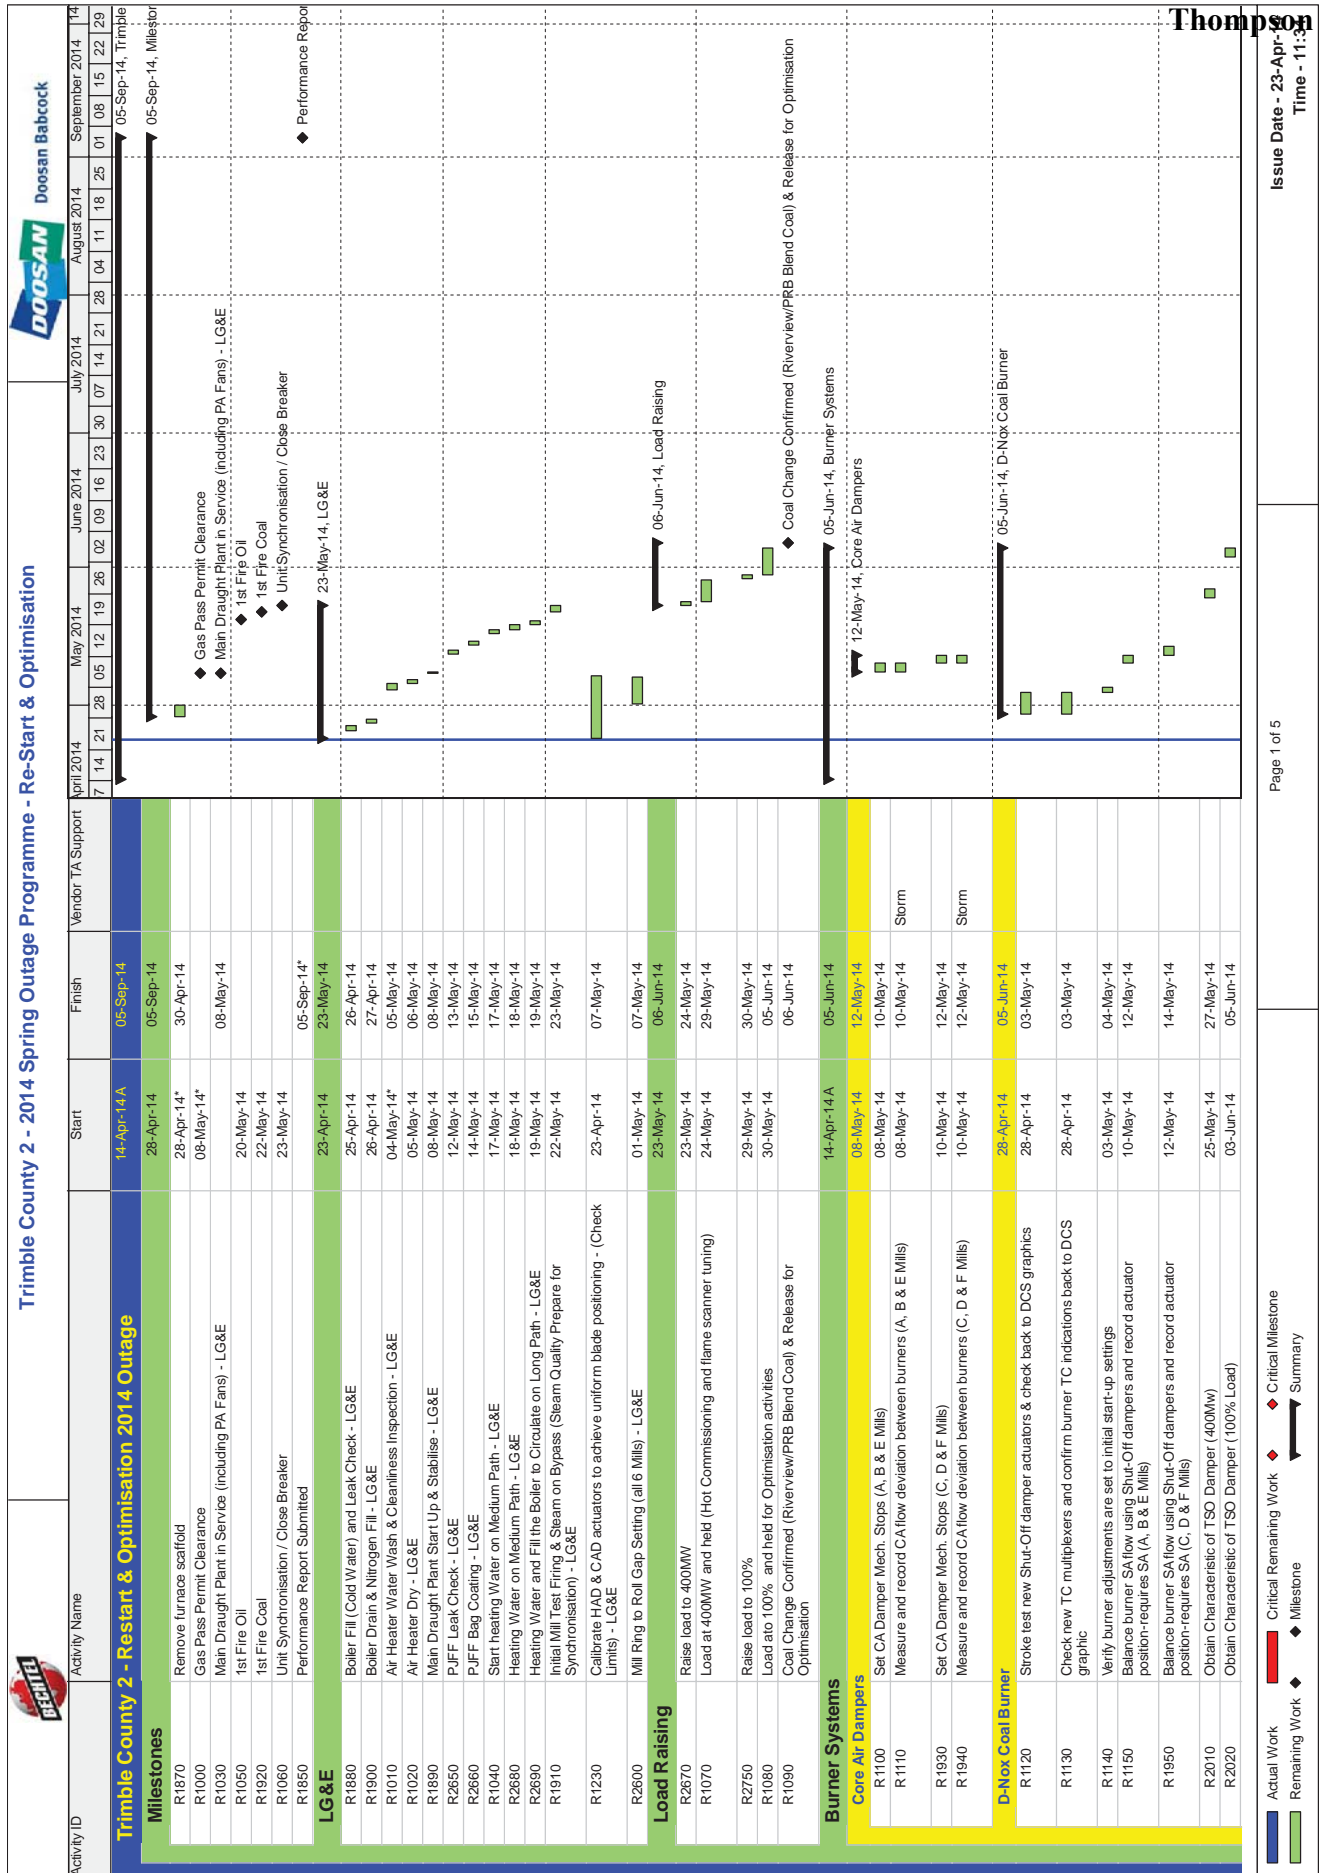 Thompson
BECHTEL
Trimble County 2 - 2014 Spring Outage Programme - Re-Start & Optimisation
DOOSAN Doosan Babcock
Activity ID Activity Name Start Finish Vendor TA Support
April 2014 May 2014 June 2014 July 2014 August 2014 September 2014 14
7 14 21 28 05 12 19 26 02 09 16 23 30 07 14 21 28 04 11 18 25 01 08 15 22 29
Trimble County 2 - Restart & Optimisation 2014 Outage 14-Apr-14 A 05-Sep-14 05-Sep-14, Trimble
Milestones 28-Apr-14 05-Sep-14 05-Sep-14, Mileston
R1870 Remove furnace scaffold 28-Apr-14* 30-Apr-14
R1000 Gas Pass Permit Clearance 08-May-14* Gas Pass Permit Clearance
R1030 Main Draught Plant in Service (including PA Fans) - LG&E 08-May-14 Main Draught Plant in Service (including PA Fans) - LG&E
R1050 1st Fire Oil 20-May-14 1st Fire Oil
R1920 1st Fire Coal 22-May-14 1st Fire Coal
R1060 Unit Synchronisation / Close Breaker 23-May-14 Unit Synchronisation / Close Breaker
R1850 Performance Report Submitted 05-Sep-14* Performance Repor
LG&E 23-Apr-14 23-May-14 23-May-14, LG&E
R1880 Boiler Fill (Cold Water) and Leak Check - LG&E 25-Apr-14 26-Apr-14
R1900 Boiler Drain & Nitrogen Fill - LG&E 26-Apr-14 27-Apr-14
R1010 Air Heater Water Wash & Cleanliness Inspection - LG&E 04-May-14* 05-May-14
R1020 Air Heater Dry - LG&E 05-May-14 06-May-14
R1890 Main Draught Plant Start Up & Stabilise - LG&E 08-May-14 08-May-14
R2650 PJFF Leak Check - LG&E 12-May-14 13-May-14
R2660 PJFF Bag Coating - LG&E 14-May-14 15-May-14
R1040 Start heating Water on Medium Path - LG&E 17-May-14 17-May-14
R2680 Heating Water on Medium Path - LG&E 18-May-14 18-May-14
R2690 Heating Water and Fill the Boiler to Circulate on Long Path - LG&E 19-May-14 19-May-14
R1910 Initial Mill Test Firing & Steam on Bypass (Steam Quality Prepare for
Synchronisation) - LG&E 22-May-14 23-May-14
R1230 Calibrate HAD & CAD actuators to achieve uniform blade positioning - (Check
Limits) - LG&E 23-Apr-14 07-May-14
R2600 Mill Ring to Roll Gap Setting (all 6 Mills) - LG&E 01-May-14 07-May-14
Load Raising 23-May-14 06-Jun-14 06-Jun-14, Load Raising
R2670 Raise load to 400MW 23-May-14 24-May-14
R1070 Load at 400MW and held (Hot Commissioning and flame scanner tuning) 24-May-14 29-May-14
R2750 Raise load to 100% 29-May-14 30-May-14
R1080 Load ato 100% and held for Optimisation activities 30-May-14 05-Jun-14
R1090 Coal Change Confirmed (Riverview/PRB Blend Coal) & Release for
Optimisation 06-Jun-14 Coal Change Confirmed (Riverview/PRB Blend Coal) & Release for Optimisation
Burner Systems 14-Apr-14 A 05-Jun-14 05-Jun-14, Burner Systems
Core Air Dampers 08-May-14 12-May-14 12-May-14, Core Air Dampers
R1100 Set CA Damper Mech. Stops (A, B & E Mills) 08-May-14 10-May-14
R1110 Measure and record CA flow deviation between burners (A, B & E Mills) 08-May-14 10-May-14 Storm
R1930 Set CA Damper Mech. Stops (C, D & F Mills) 10-May-14 12-May-14
R1940 Measure and record CA flow deviation between burners (C, D & F Mills) 10-May-14 12-May-14 Storm
D-Nox Coal Burner 28-Apr-14 05-Jun-14 05-Jun-14, D-Nox Coal Burner
R1120 Stroke test new Shut-Off damper actuators & check back to DCS graphics 28-Apr-14 03-May-14
R1130 Check new TC multiplexers and confirm burner TC indications back to DCS
graphic 28-Apr-14 03-May-14
R1140 Verify burner adjustments are set to initial start-up settings 03-May-14 04-May-14
R1150 Balance burner SA flow using Shut-Off dampers and record actuator
position-requires SA (A, B & E Mills) 10-May-14 12-May-14
R1950 Balance burner SA flow using Shut-Off dampers and record actuator
position-requires SA (C, D & F Mills) 12-May-14 14-May-14
R2010 Obtain Characteristic of TSO Damper (400Mw) 25-May-14 27-May-14
R2020 Obtain Characteristic of TSO Damper (100% Load) 03-Jun-14 05-Jun-14
Actual Work Critical Remaining Work Critical Milestone
Remaining Work Milestone Summary
Page 1 of 5
Issue Date - 23-Apr-
Time - 11:3